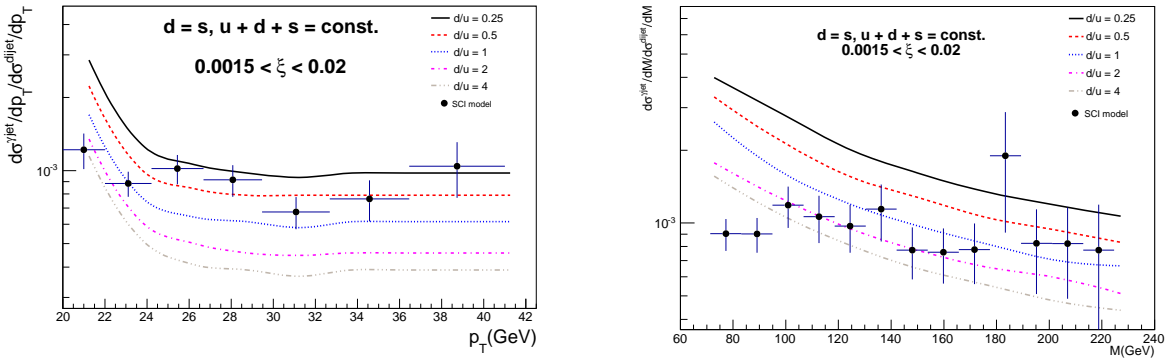 dσ^γjet/dp_T/dσ^dijet/dp_T
d = s, u + d + s = const.
0.0015 < ξ < 0.02
d/u = 0.25
d/u = 0.5
d/u = 1
d/u = 2
d/u = 4
SCI model
10^-3
20 22 24 26 28 30 32 34 36 38 40 42
p_T(GeV)
dσ^γjet/dM/dσ^dijet/dM
d = s, u + d + s = const.
0.0015 < ξ < 0.02
d/u = 0.25
d/u = 0.5
d/u = 1
d/u = 2
d/u = 4
SCI model
10^-3
60 80 100 120 140 160 180 200 220 240
M(GeV)